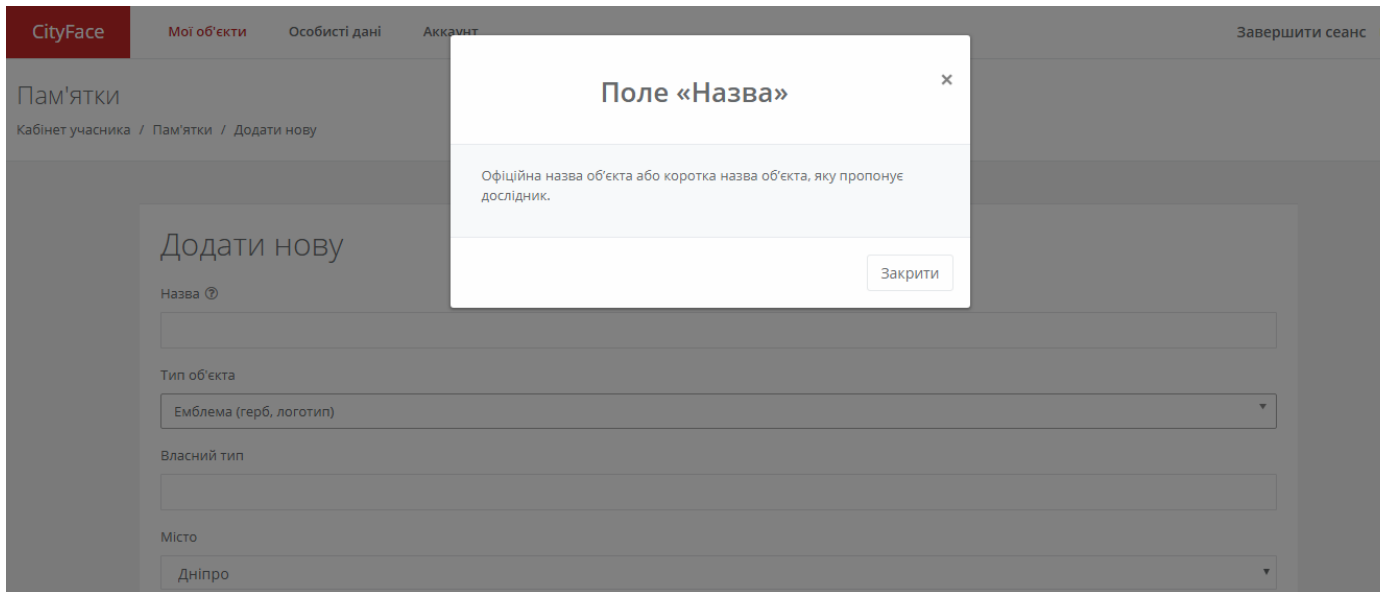 CityFace Мої об'єкти Особисті дані Аккаунт Завершити сеанс
Пам'ятки
Кабінет учасника / Пам'ятки / Додати нову
Поле «Назва» ×
Офіційна назва об'єкта або коротка назва об'єкта, яку пропонує
дослідник.
Закрити
Додати нову
Назва
Тип об'єкта
Емблема (герб, логотип)
Власний тип
Місто
Дніпро